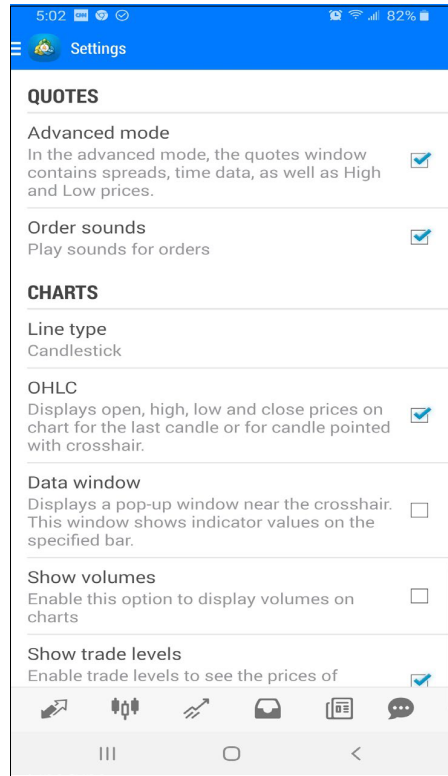 5:02 82%
Settings
QUOTES
Advanced mode
In the advanced mode, the quotes window
contains spreads, time data, as well as High
and Low prices.
Order sounds
Play sounds for orders
CHARTS
Line type
Candlestick
OHLC
Displays open, high, low and close prices on
chart for the last candle or for candle pointed
with crosshair.
Data window
Displays a pop-up window near the crosshair.
This window shows indicator values on the
specified bar.
Show volumes
Enable this option to display volumes on
charts
Show trade levels
Enable trade levels to see the prices of